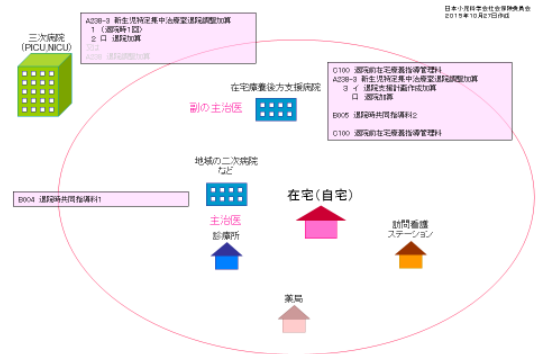 日本小児科学会社会保険委員会
2015年10月27日作成
三次病院
(PICU,NICU)
A238-3 新生児特定集中治療室退院調整加算
1 (退院時1回)
2 ロ 退院加算
在宅療養後方支援病院
副の主治医
C100 退院前在宅療養指導管理料
A238-3 新生児特定集中治療室退院調整加算
3 イ 退院支援計画作成加算
ロ 退院加算
B005 退院時共同指導料2
C100 退院前在宅療養指導管理料
地域の二次病院
など
B004 退院時共同指導料1
主治医
診療所
在宅(自宅)
訪問看護
ステーション
薬局